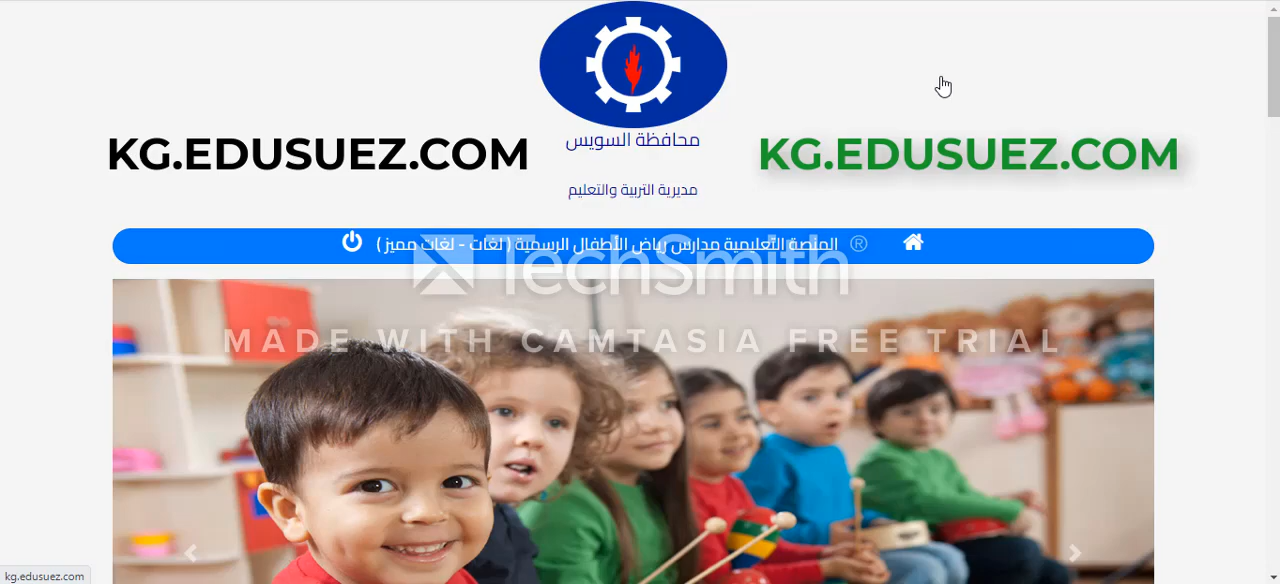 محافظة السويس
KG.EDUSUEZ.COM
KG.EDUSUEZ.COM
مديرية التربية والتعليم
® المنصة التعليمية مدارس رياض الأطفال الرسمية ( لغات - لغات مميز )
TechSmith
MADE WITH CAMTASIA FREE TRIAL
kg.edusuez.com